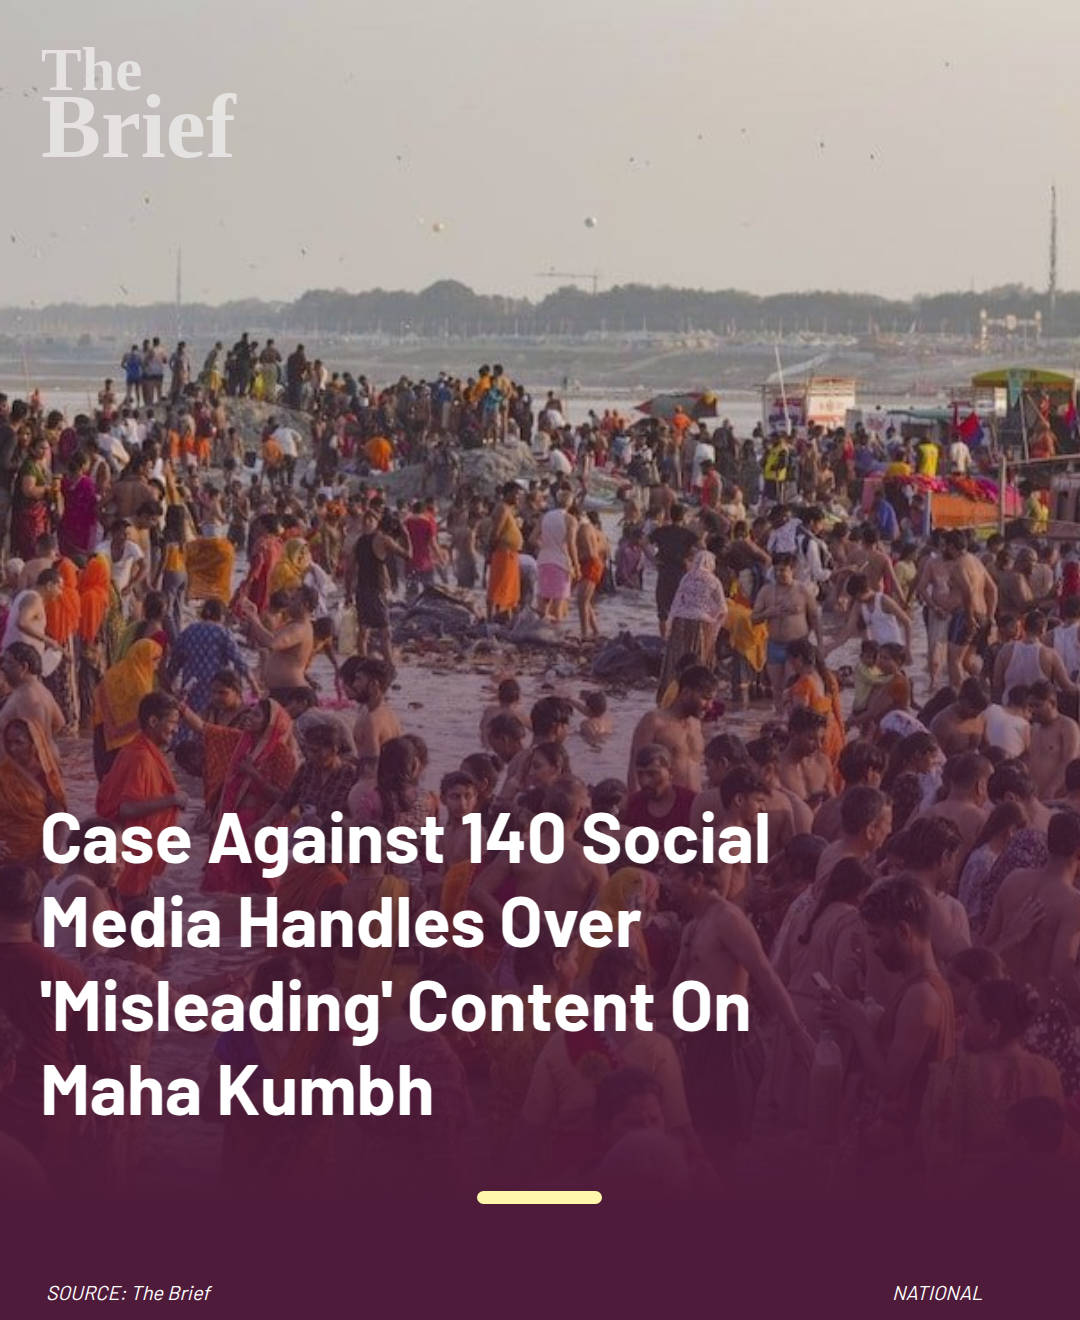 The
Brief
Case Against 140 Social
Media Handles Over
'Misleading' Content On
Maha Kumbh
SOURCE: The Brief
NATIONAL